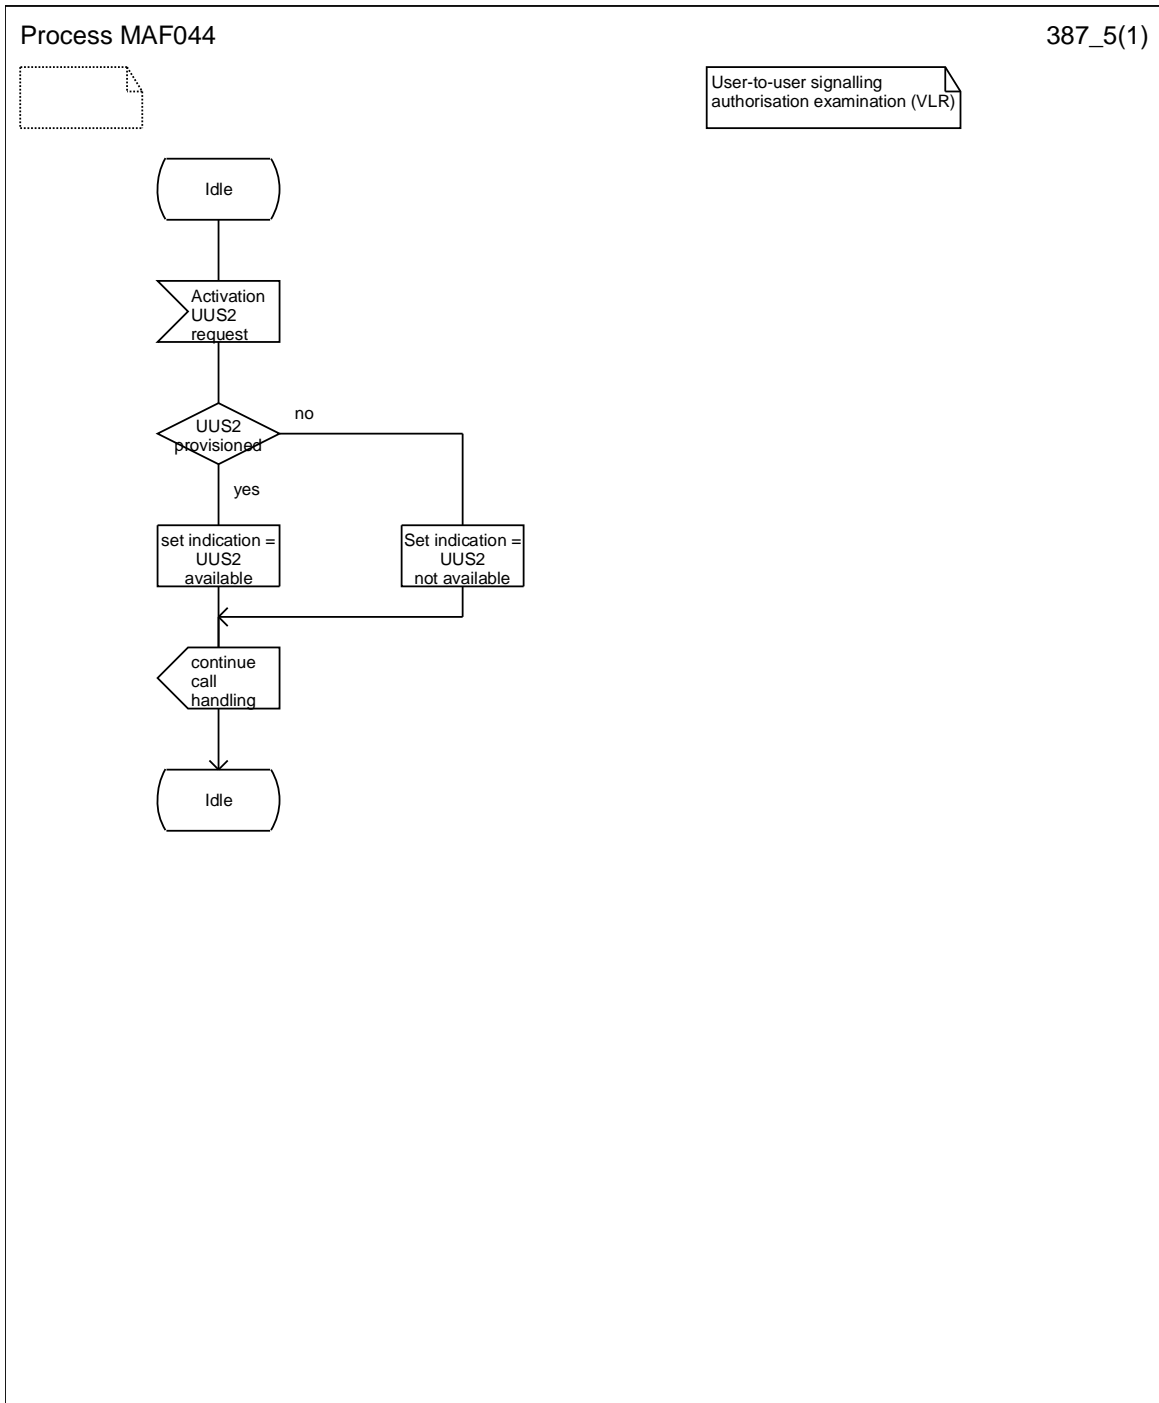 Process MAF044
387_5(1)
User-to-user signalling
authorisation examination (VLR)
Idle
Activation
UUS2
request
UUS2
provisioned
no
yes
set indication =
UUS2
available
Set indication =
UUS2
not available
continue
call
handling
Idle